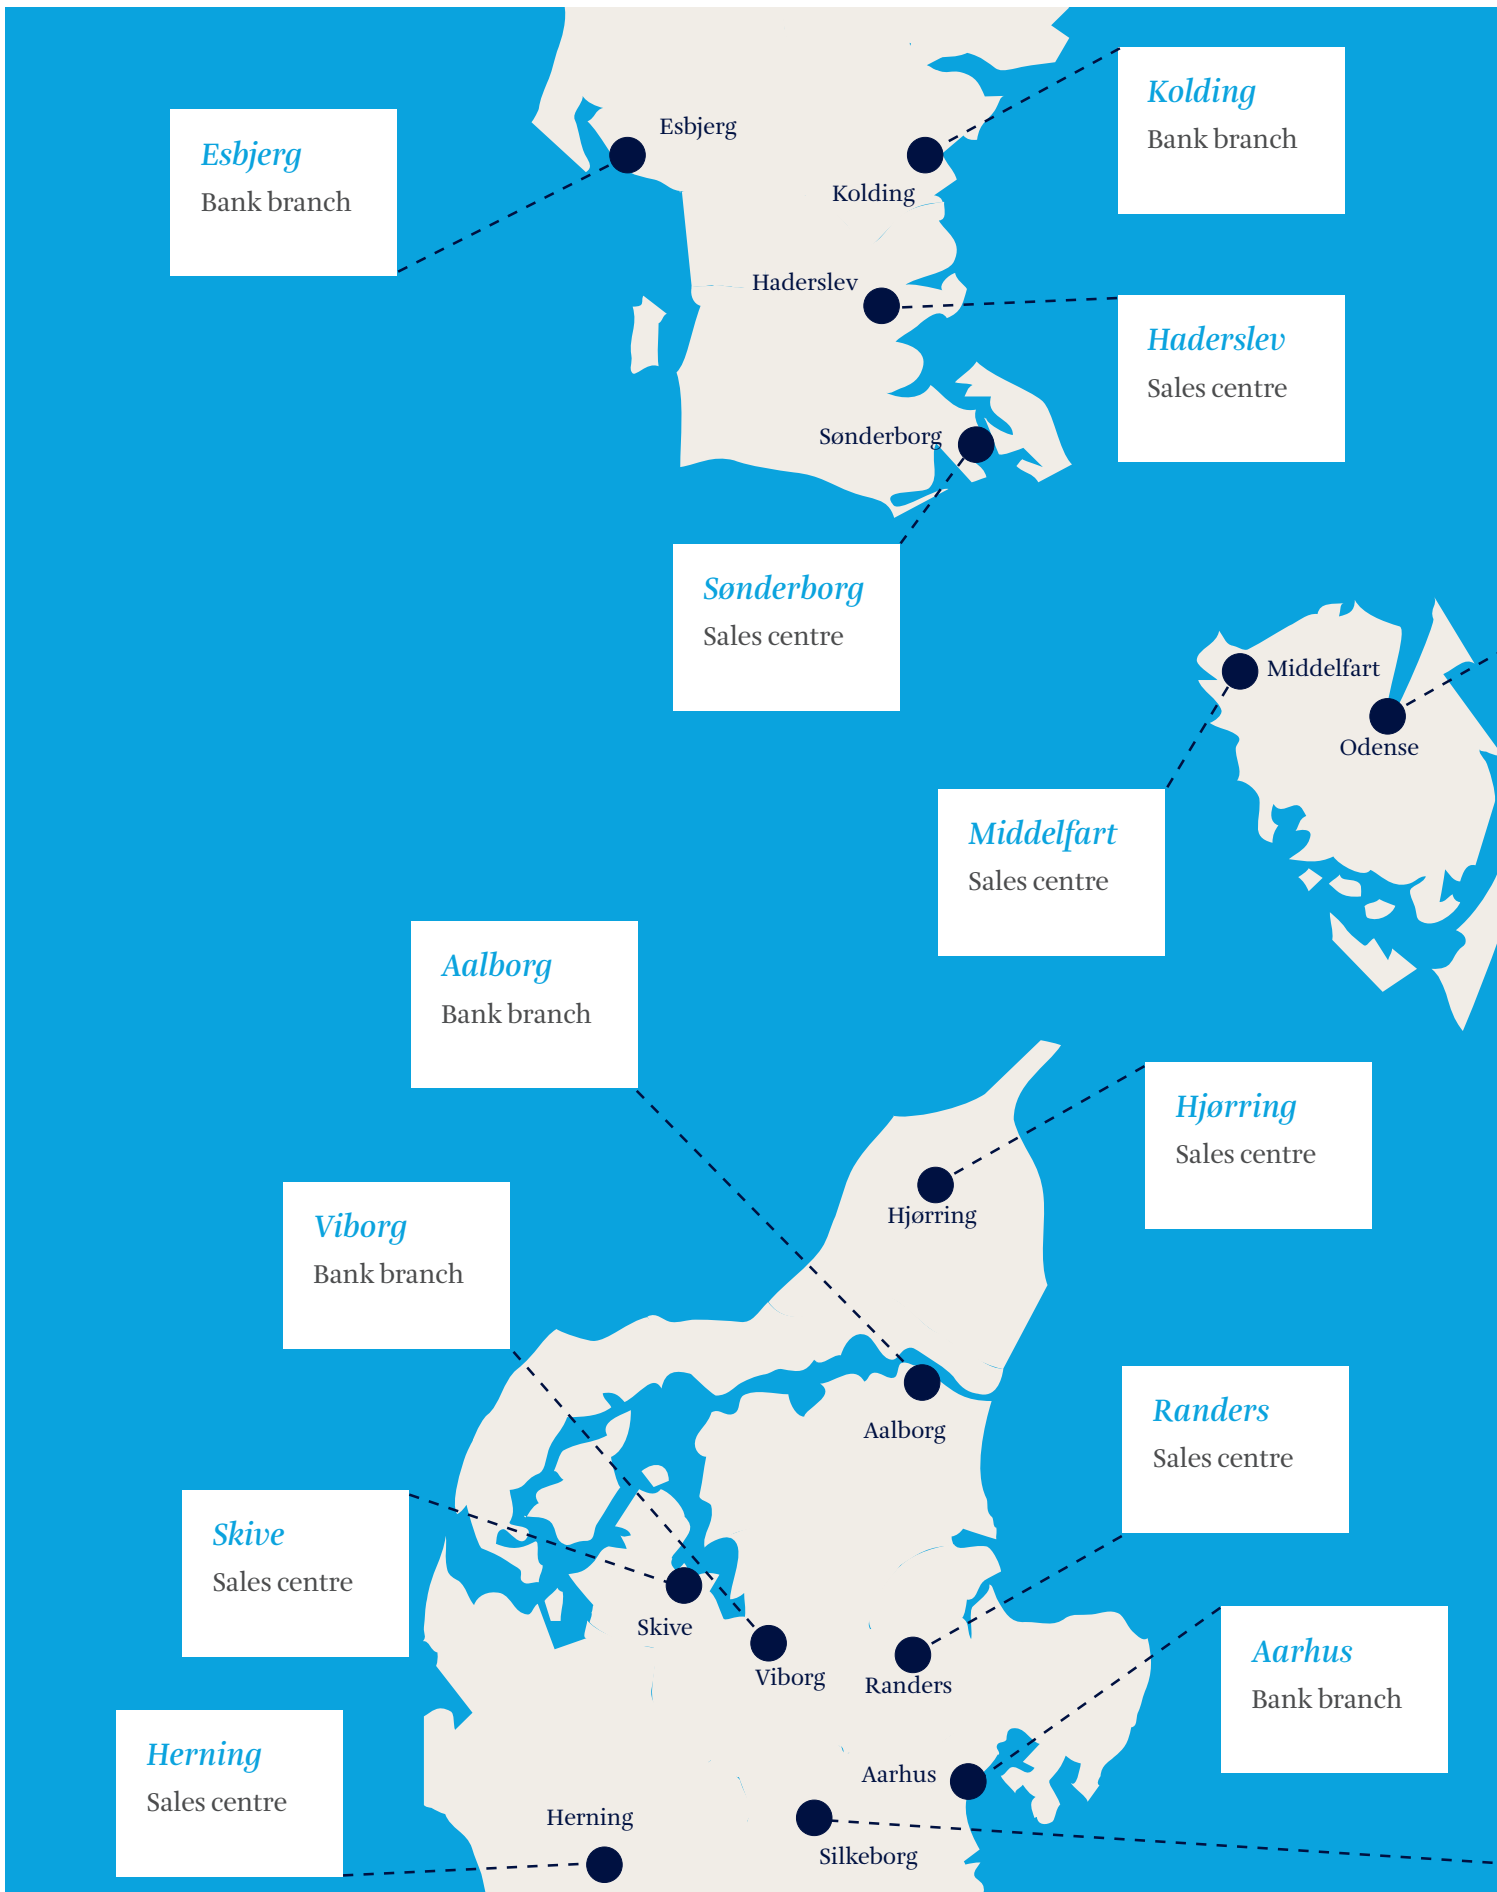 Kolding
Bank branch
Esbjerg
Esbjerg
Bank branch
Kolding
Haderslev
Haderslev
Sales centre
Sønderborg
Sønderborg
Sales centre
Middelfart
Odense
Middelfart
Sales centre
Aalborg
Bank branch
Hjørring
Sales centre
Hjørring
Viborg
Bank branch
Randers
Sales centre
Aalborg
Skive
Sales centre
Skive
Viborg
Randers
Aarhus
Bank branch
Herning
Sales centre
Aarhus
Herning
Silkeborg